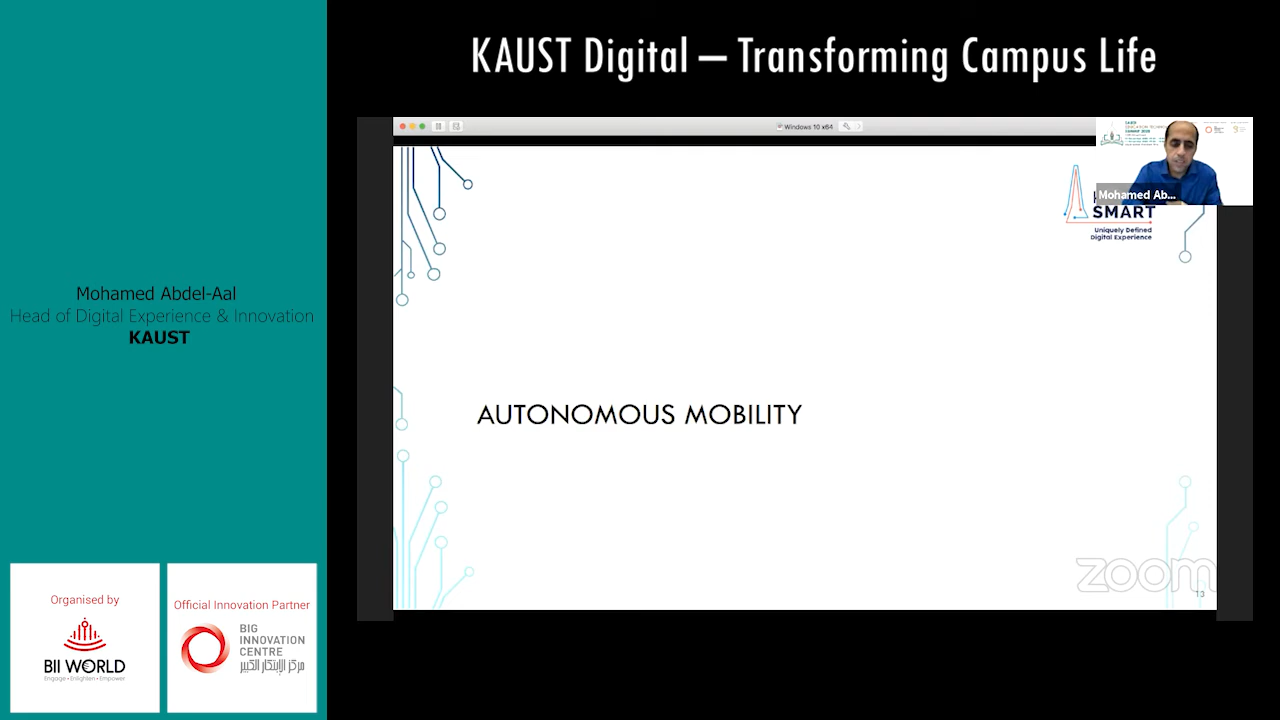 KAUST Digital – Transforming Campus Life
Windows 10 x64
Mohamed Ab...
SMART
Uniquely Defined
Digital Experience
Mohamed Abdel-Aal
Head of Digital Experience & Innovation
KAUST
AUTONOMOUS MOBILITY
zoom
13
Organised by
BII WORLD
Engage • Enlighten • Empower
Official Innovation Partner
BIG
INNOVATION
CENTRE
مركز الإبتكار الكبير